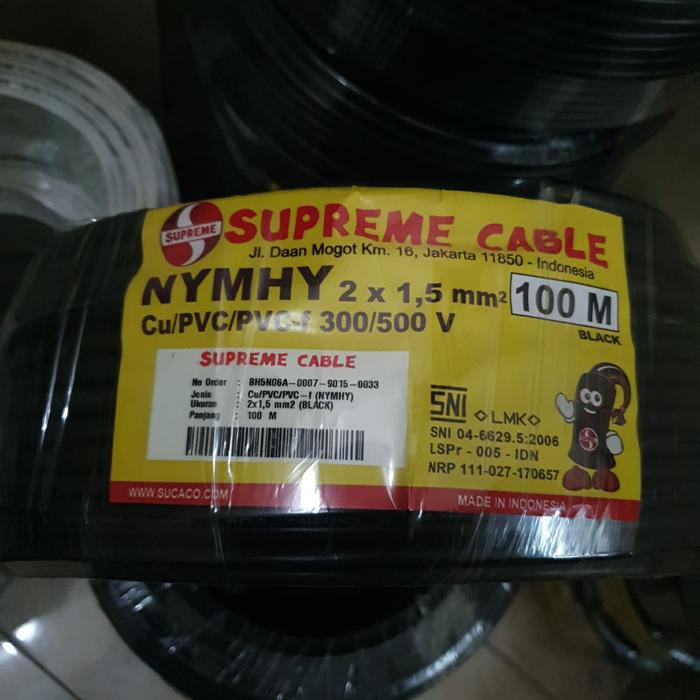 SUPREME
SUPREME CABLE
Jl. Daan Mogot Km. 16, Jakarta 11850 - Indonesia
NYMHY 2 x 1,5 mm² 100 M
Cu/PVC/PVC-f 300/500 V
BLACK
SUPREME CABLE
No Order : BH5N06A-0007-9015-0033
Jenis : Cu/PVC/PVC-f (NYMHY)
Ukuran : 2x1,5 mm2 (BLACK)
Panjang : 100 M
SNI LMK
SNI 04-6629.5:2006
LSPr - 005 - IDN
NRP 111-027-170657
WWW.SUCACO.COM
MADE IN INDONESIA